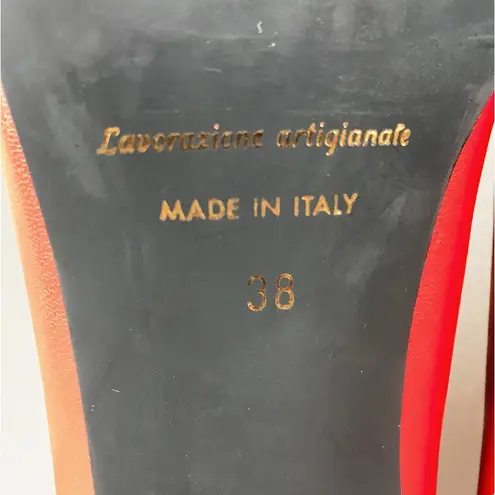 Lavorazione artigianale
MADE IN ITALY
38